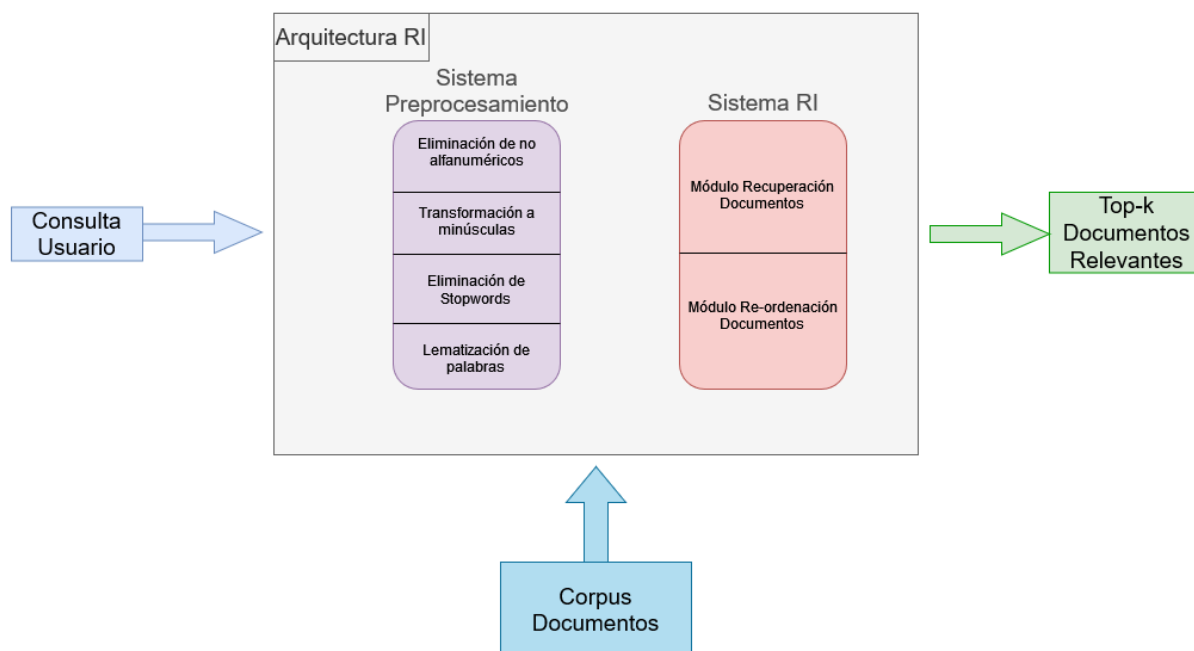 Arquitectura RI
Sistema
Preprocesamiento
Eliminación de no
alfanuméricos
Transformación a
minúsculas
Eliminación de
Stopwords
Lematización de
palabras
Sistema RI
Módulo Recuperación
Documentos
Módulo Re-ordenación
Documentos
Consulta
Usuario
Top-k
Documentos
Relevantes
Corpus
Documentos